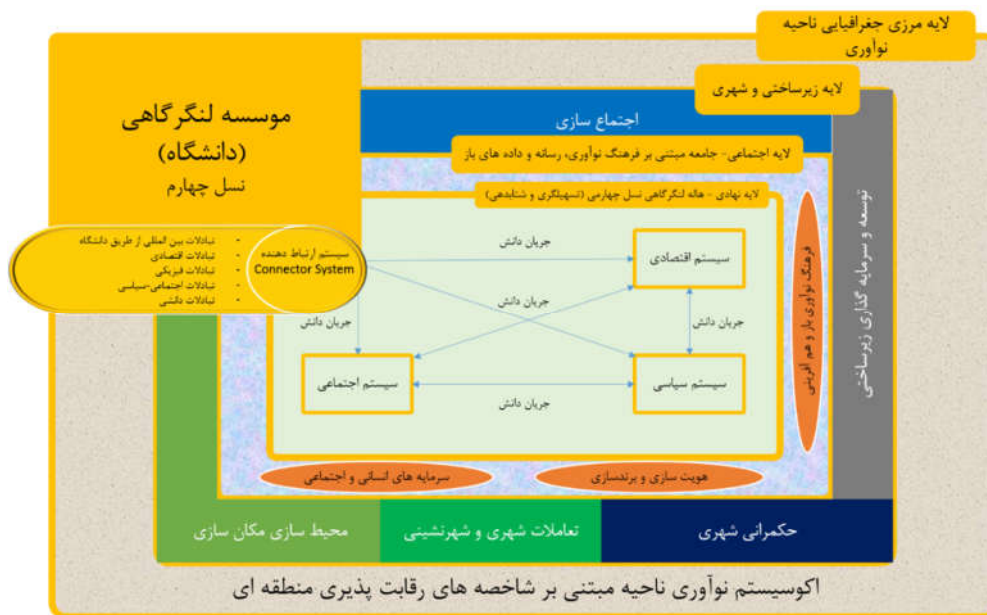 لایه مرزی جغرافیایی ناحیه
نوآوری
لایه زیرساختی و شهری
موسسه لنگرگاهی
(دانشگاه)
نسل چهارم
اجتماع سازی
لایه اجتماعی- جامعه مبتنی بر فرهنگ نوآوری، رسانه و داده های باز
لایه نهادی - هاله لنگرگاهی نسل چهارمی (تسهیلگری و شتابدهی)
توسعه و سرمایه گذاری زیرساختی
فرهنگ نوآوری باز و هم آفرینی
سیستم ارتباط دهنده
Connector System
- تبادلات بین المللی از طریق دانشگاه
- تبادلات اقتصادی
- تبادلات فیزیکی
- تبادلات اجتماعی-سیاسی
- تبادلات دانشی
جریان دانش
سیستم اقتصادی
جریان دانش
جریان دانش
جریان دانش
سیستم سیاسی
سیستم اجتماعی
جریان دانش
هویت سازی و برندسازی
سرمایه های انسانی و اجتماعی
حکمرانی شهری
تعاملات شهری و شهرنشینی
محیط سازی مکان سازی
اکوسیستم نوآوری ناحیه مبتنی بر شاخصه های رقابت پذیری منطقه ای